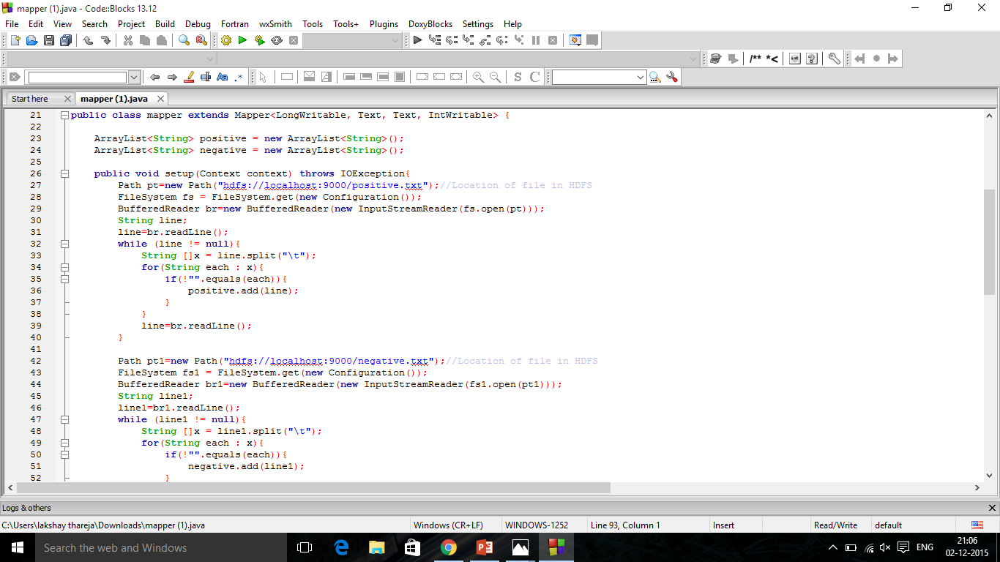 mapper (1).java - Code::Blocks 13.12
File Edit View Search Project Build Debug Fortran wxSmith Tools Tools+ Plugins DoxyBlocks Settings Help
/** *<
Aa .*
S C
Start here mapper (1).java
21 public class mapper extends Mapper<LongWritable, Text, Text, IntWritable> {
22
23 ArrayList<String> positive = new ArrayList<String>();
24 ArrayList<String> negative = new ArrayList<String>();
25
26 public void setup(Context context) throws IOException{
27 Path pt=new Path("hdfs://localhost:9000/positive.txt");//Location of file in HDFS
28 FileSystem fs = FileSystem.get(new Configuration());
29 BufferedReader br=new BufferedReader(new InputStreamReader(fs.open(pt)));
30 String line;
31 line=br.readLine();
32 while (line != null){
33 String []x = line.split("\t");
34 for(String each : x){
35 if(!"".equals(each)){
36 positive.add(line);
37 }
38 }
39 line=br.readLine();
40 }
41
42 Path pt1=new Path("hdfs://localhost:9000/negative.txt");//Location of file in HDFS
43 FileSystem fs1 = FileSystem.get(new Configuration());
44 BufferedReader br1=new BufferedReader(new InputStreamReader(fs1.open(pt1)));
45 String line1;
46 line1=br1.readLine();
47 while (line1 != null){
48 String []x = line1.split("\t");
49 for(String each : x){
50 if(!"".equals(each)){
51 negative.add(line1);
52 }
Logs & others
C:\Users\lakshay thareja\Downloads\mapper (1).java Windows (CR+LF) WINDOWS-1252 Line 93, Column 1 Insert Read/Write default
Search the web and Windows
ENG
21:06
02-12-2015